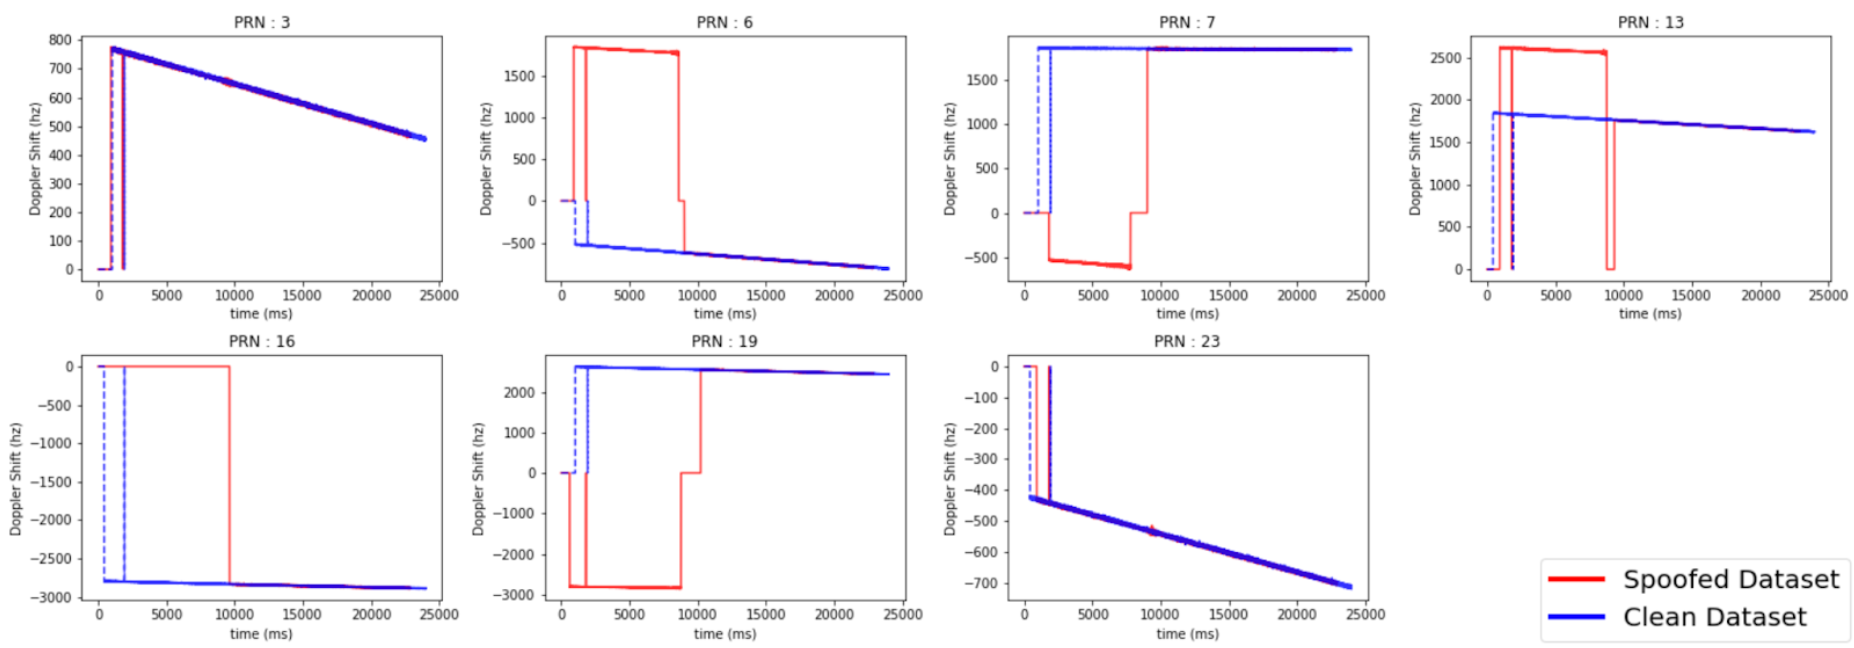 PRN : 3
PRN : 6
PRN : 7
PRN : 13
Doppler Shift (hz)
800
700
600
500
400
300
200
100
0
0 5000 10000 15000 20000 25000
time (ms)
Doppler Shift (hz)
1500
1000
500
0
−500
0 5000 10000 15000 20000 25000
time (ms)
Doppler Shift (hz)
1500
1000
500
0
−500
0 5000 10000 15000 20000 25000
time (ms)
Doppler Shift (hz)
2500
2000
1500
1000
500
0
0 5000 10000 15000 20000 25000
time (ms)
PRN : 16
PRN : 19
PRN : 23
Doppler Shift (hz)
0
−500
−1000
−1500
−2000
−2500
−3000
0 5000 10000 15000 20000 25000
time (ms)
Doppler Shift (hz)
2000
1000
0
−1000
−2000
−3000
0 5000 10000 15000 20000 25000
time (ms)
Doppler Shift (hz)
0
−100
−200
−300
−400
−500
−600
−700
0 5000 10000 15000 20000 25000
time (ms)
Spoofed Dataset
Clean Dataset